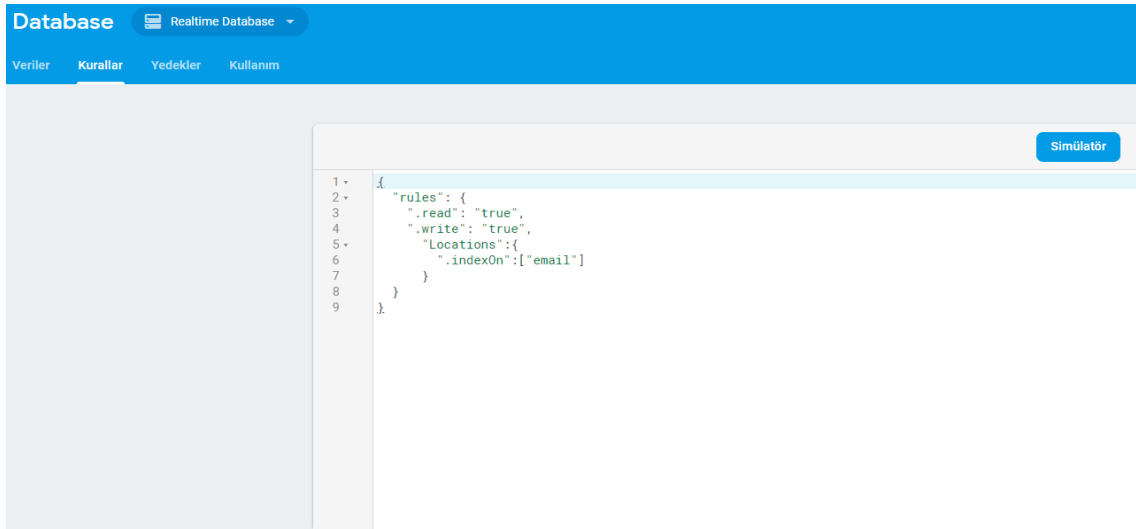 Database Realtime Database
Veriler Kurallar Yedekler Kullanım
Simülatör
1 {
2 "rules": {
3 ".read": "true",
4 ".write": "true",
5 "Locations":{
6 ".indexOn":["email"]
7 }
8 }
9 }